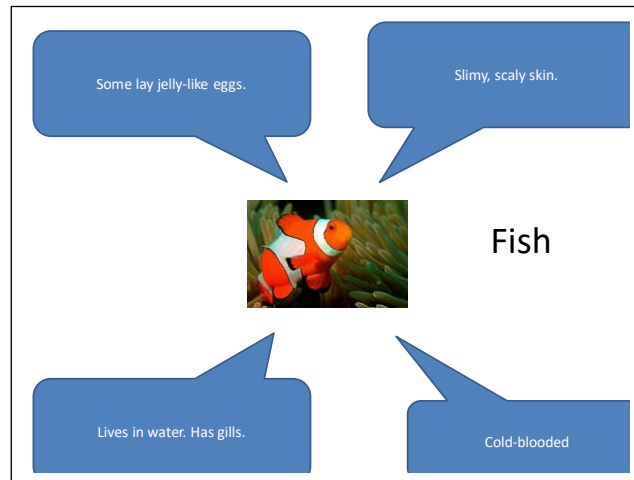 Some lay jelly-like eggs.
Slimy, scaly skin.
Fish
Lives in water. Has gills.
Cold-blooded